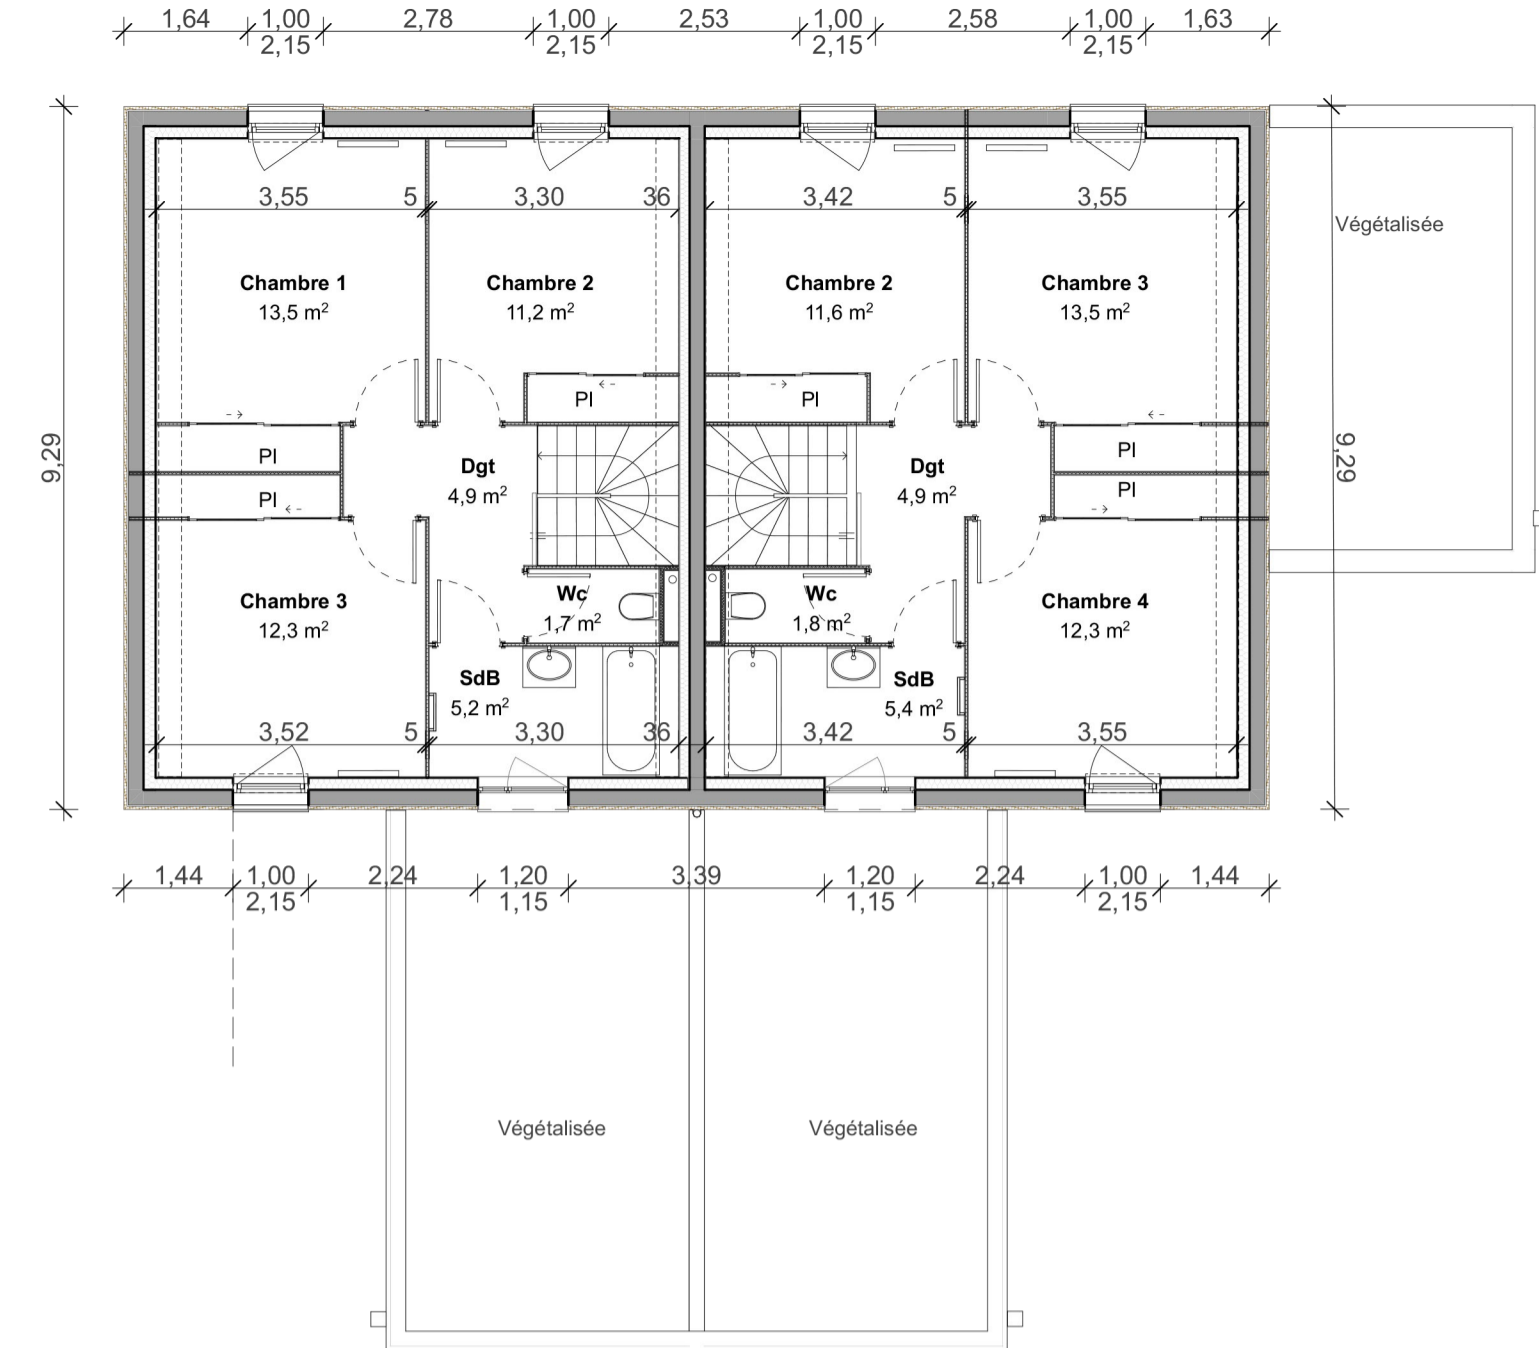 1,64 1,00 2,78 1,00 2,53 1,00 2,58 1,00 1,63
2,15 2,15 2,15 2,15
3,55 5 3,30 36 3,42 5 3,55
Végétalisée
Chambre 1 Chambre 2 Chambre 2 Chambre 3
13,5 m² 11,2 m² 11,6 m² 13,5 m²
Pl Pl
9,29 9,29
Pl Pl
Dgt Dgt
4,9 m² 4,9 m²
Pl Pl
Chambre 3 Wc Wc Chambre 4
12,3 m² 1,7 m² 1,8 m² 12,3 m²
SdB SdB
5,2 m² 5,4 m²
3,52 5 3,30 36 3,42 5 3,55
1,44 1,00 2,24 1,20 3,39 1,20 2,24 1,00 1,44
2,15 1,15 1,15 2,15
Végétalisée Végétalisée